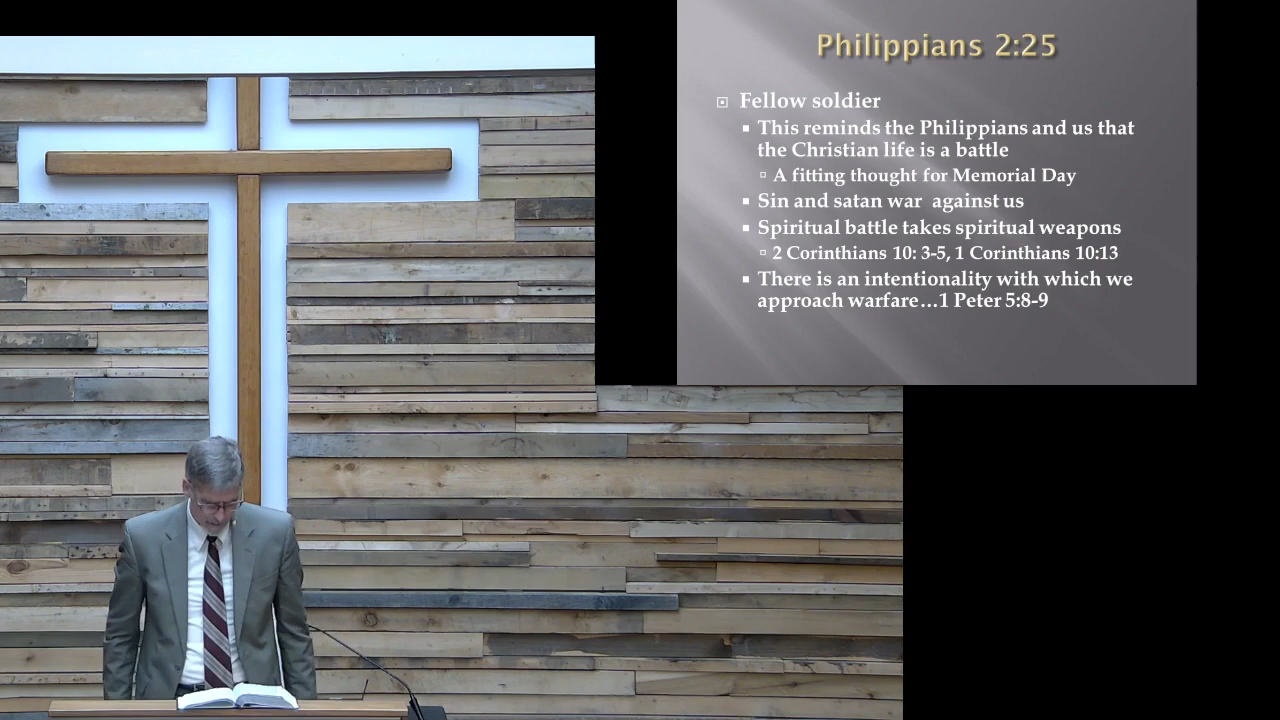 Philippians 2:25
Fellow soldier
This reminds the Philippians and us that
the Christian life is a battle
A fitting thought for Memorial Day
Sin and satan war against us
Spiritual battle takes spiritual weapons
2 Corinthians 10: 3-5, 1 Corinthians 10:13
There is an intentionality with which we
approach warfare…1 Peter 5:8-9